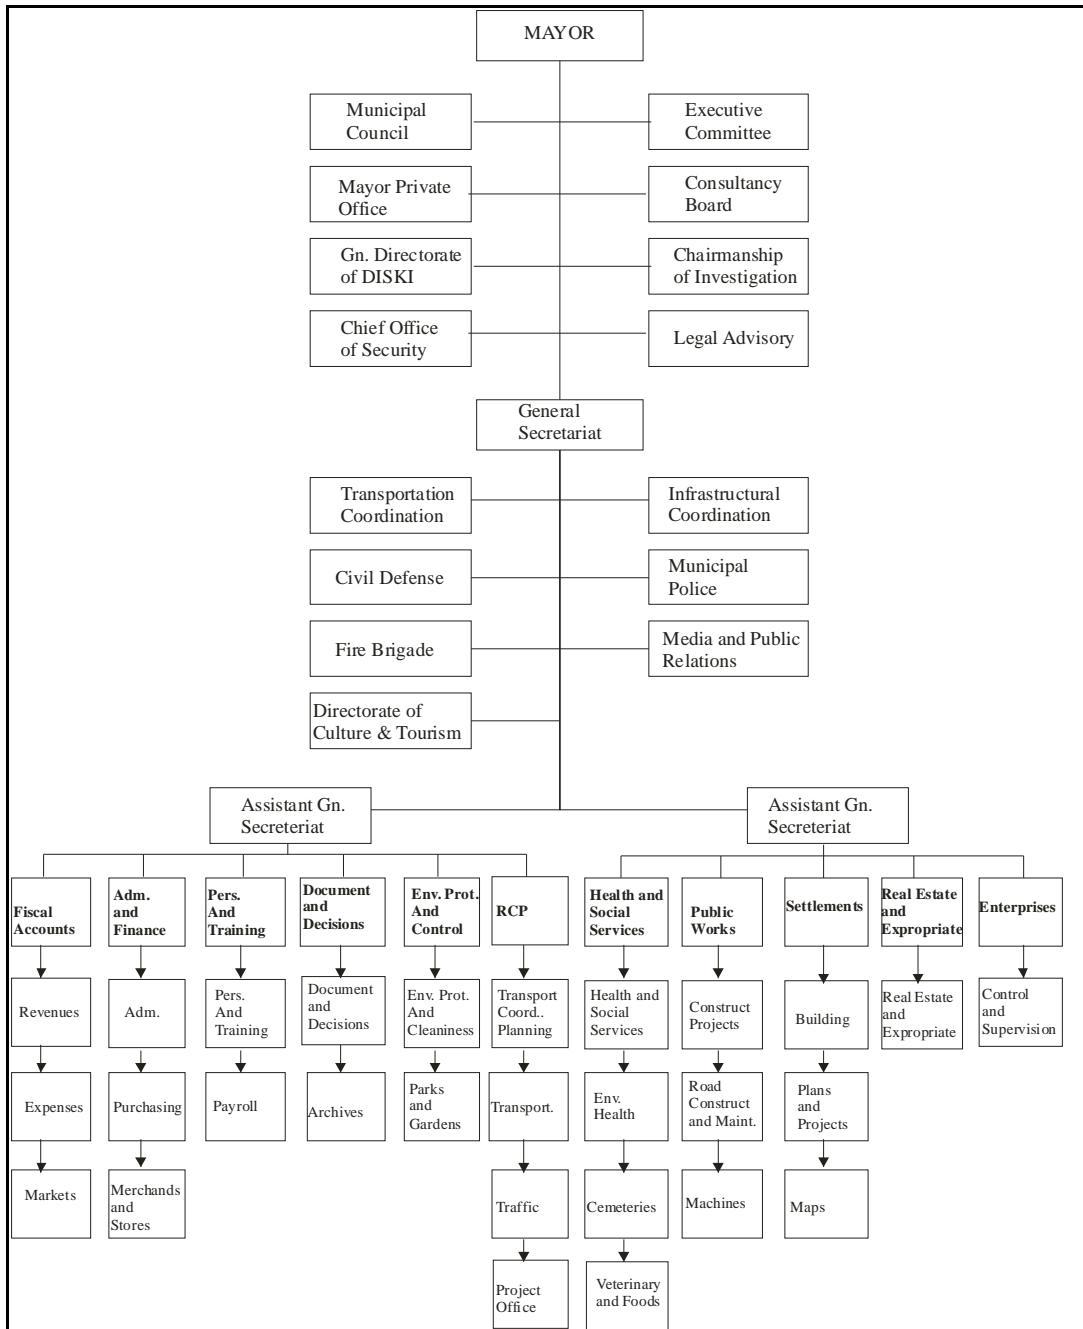 MAYOR
Municipal
Council
Executive
Committee
Mayor Private
Office
Consultancy
Board
Gn. Directorate
of DISKI
Chairmanship
of Investigation
Chief Office
of Security
Legal Advisory
General
Secretariat
Transportation
Coordination
Infrastructural
Coordination
Civil Defense
Municipal
Police
Fire Brigade
Media and Public
Relations
Directorate of
Culture & Tourism
Assistant Gn.
Secreteriat
Assistant Gn.
Secreteriat
Fiscal
Accounts
Adm.
and
Finance
Pers.
And
Training
Document
and
Decisions
Env. Prot.
And
Control
RCP
Health and
Social
Services
Public
Works
Settlements
Real Estate
and
Expropriate
Enterprises
Revenues
Adm.
Pers.
And
Training
Document
and
Decisions
Env. Prot.
And
Cleaniness
Transport
Coord..
Planning
Health and
Social
Services
Construct
Projects
Building
Real Estate
and
Expropriate
Control
and
Supervision
Expenses
Purchasing
Payroll
Archives
Parks
and
Gardens
Transport.
Env.
Health
Road
Construct
and Maint.
Plans
and
Projects
Markets
Merchands
and
Stores
Traffic
Cemeteries
Machines
Maps
Project
Office
Veterinary
and Foods